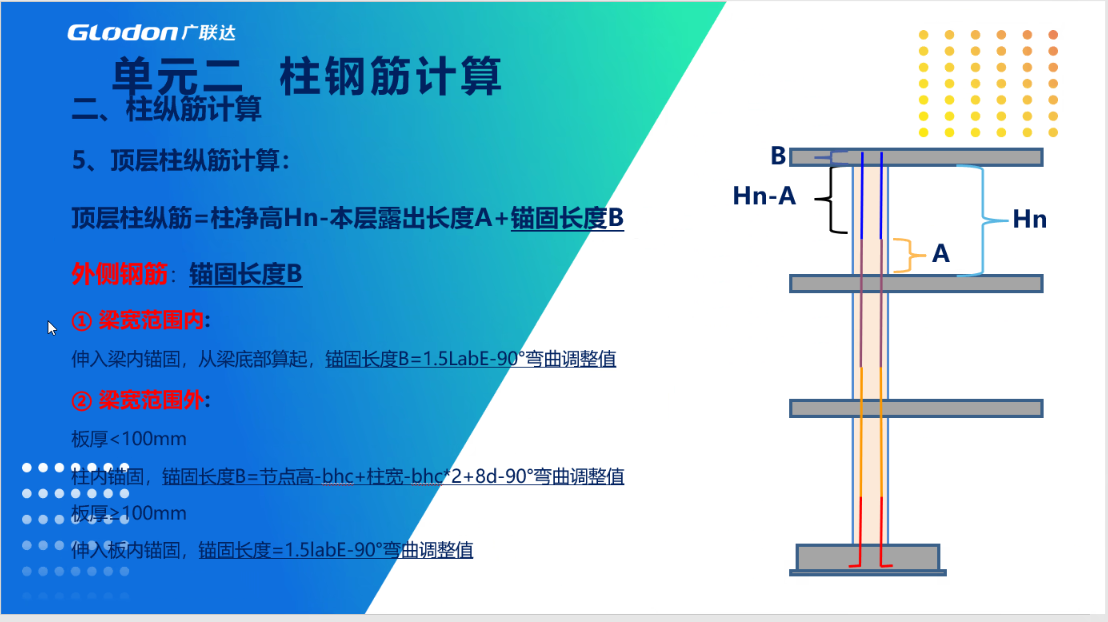 GLodon广联达
单元二 柱钢筋计算
二、柱纵筋计算
5、顶层柱纵筋计算：
顶层柱纵筋=柱净高Hn-本层露出长度A+锚固长度B
外侧钢筋：锚固长度B
① 梁宽范围内：
伸入梁内锚固，从梁底部算起，锚固长度B=1.5LabE-90°弯曲调整值
② 梁宽范围外：
板厚<100mm
柱内锚固，锚固长度B=节点高-bhc+柱宽-bhc*2+8d-90°弯曲调整值
板厚≥100mm
伸入板内锚固，锚固长度=1.5labE-90°弯曲调整值
B
Hn-A
Hn
A